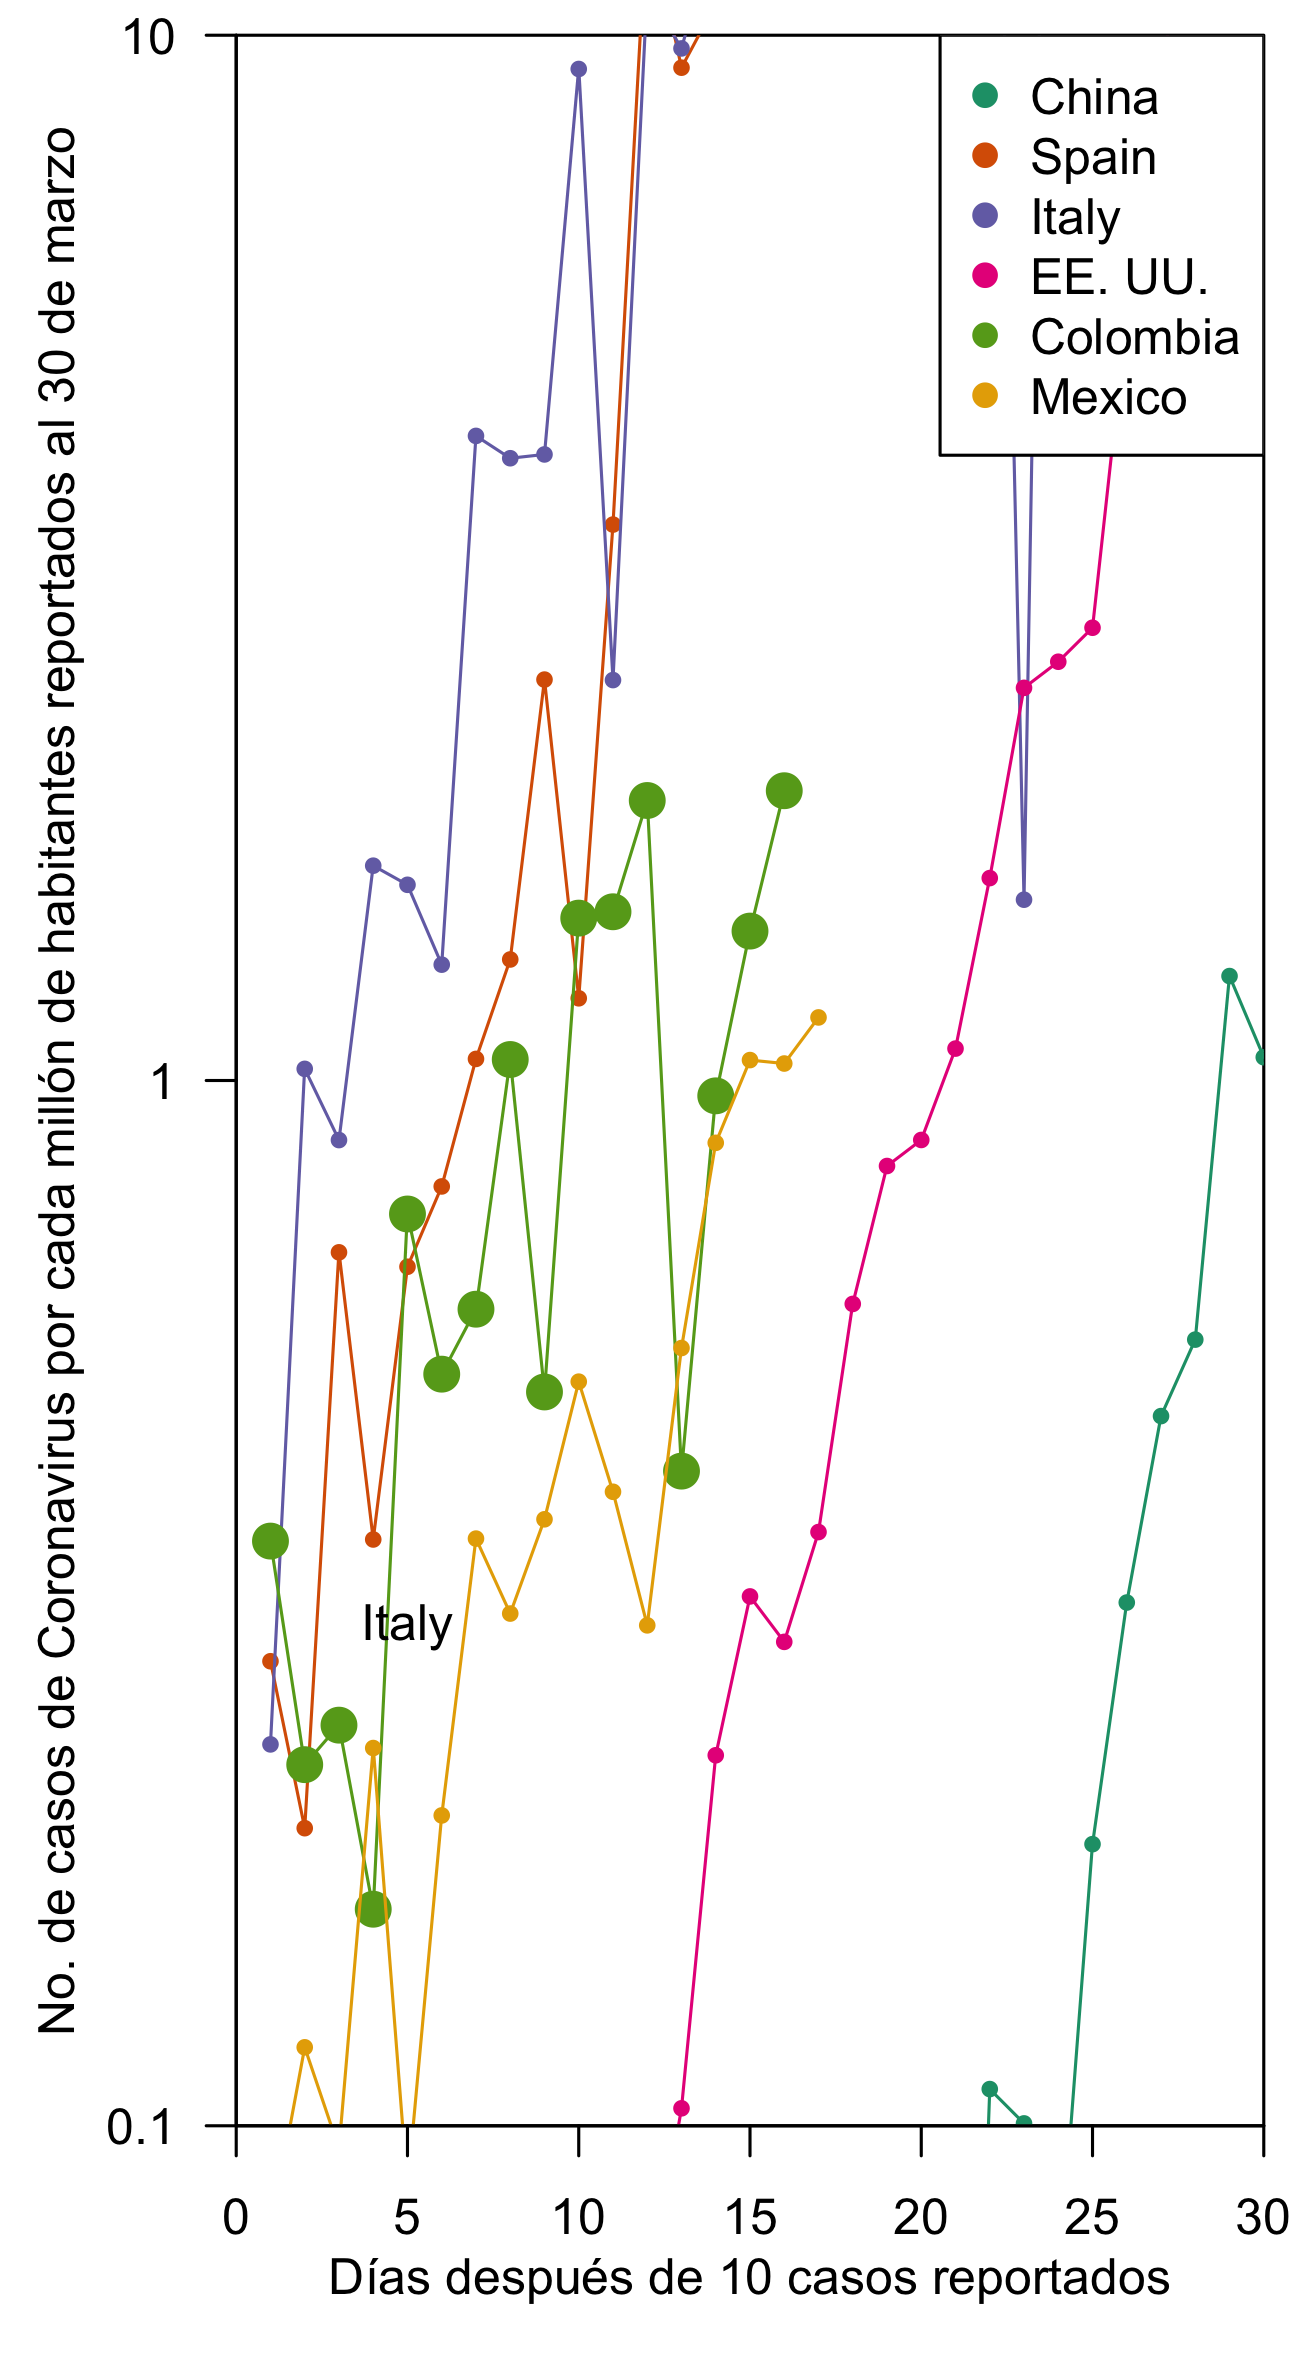 No. de casos de Coronavirus por cada millón de habitantes reportados al 30 de marzo
10
1
0.1
China
Spain
Italy
EE. UU.
Colombia
Mexico
Italy
0 5 10 15 20 25 30
Días después de 10 casos reportados